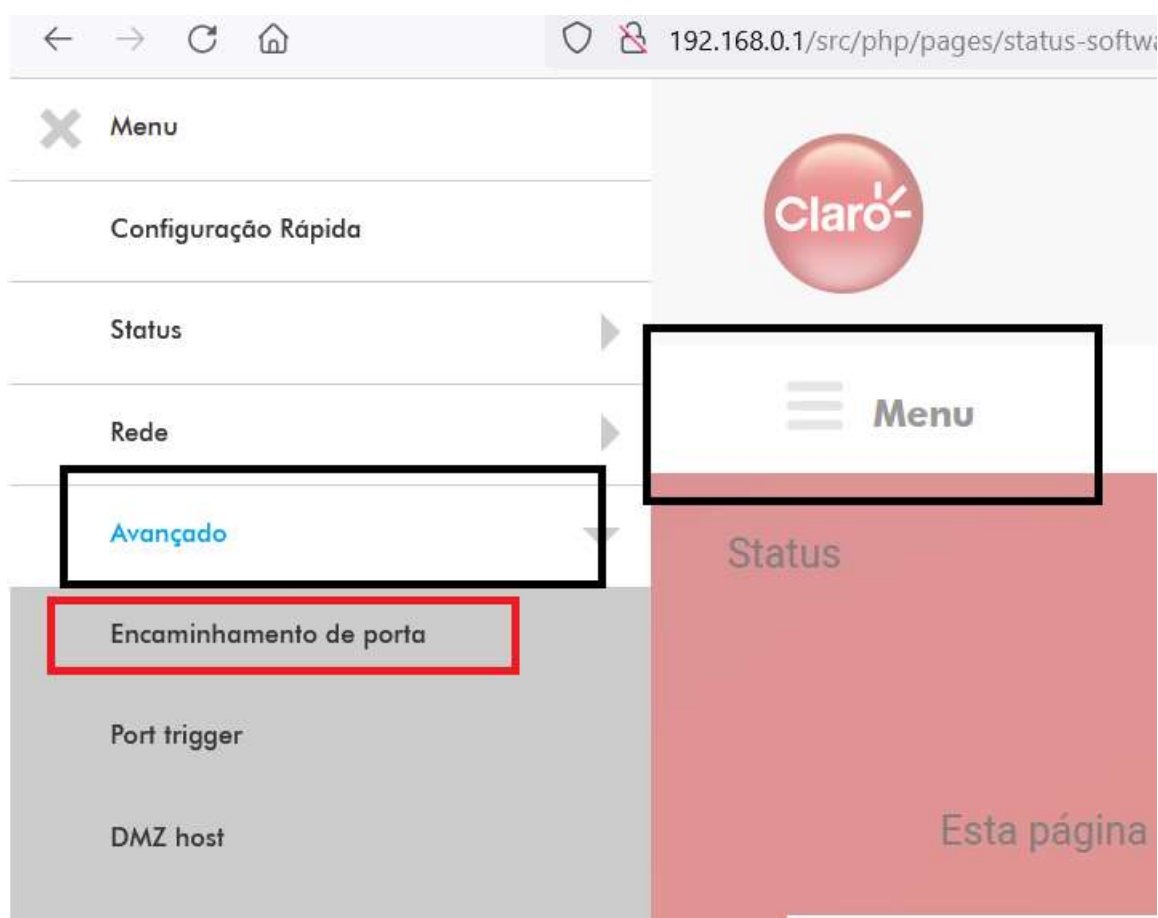 192.168.0.1/src/php/pages/status-softwa
Menu
Configuração Rápida
Status
Rede
Avançado
Encaminhamento de porta
Port trigger
DMZ host
Claro
Menu
Status
Esta página